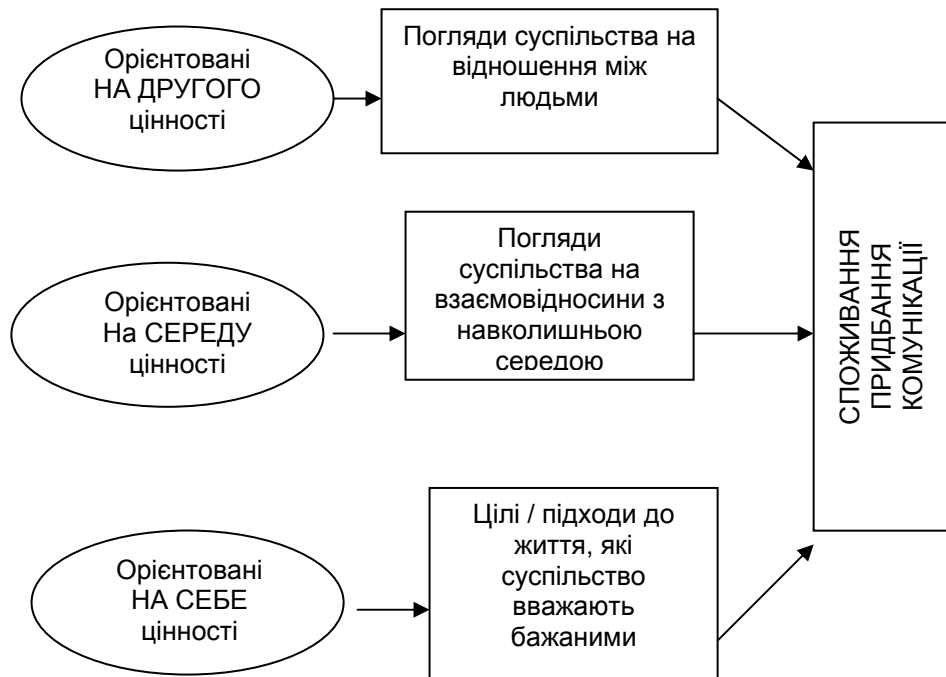 Орієнтовані
НА ДРУГОГО
цінності
Погляди суспільства на
відношення між
людьми
Орієнтовані
На СЕРЕДУ
цінності
Погляди
суспільства на
взаємовідносини з
навколишньою
середою
Орієнтовані
НА СЕБЕ
цінності
Цілі / підходи до
життя, які
суспільство
вважають
бажаними
СПОЖИВАННЯ
ПРИДБАННЯ
КОМУНІКАЦІЇ